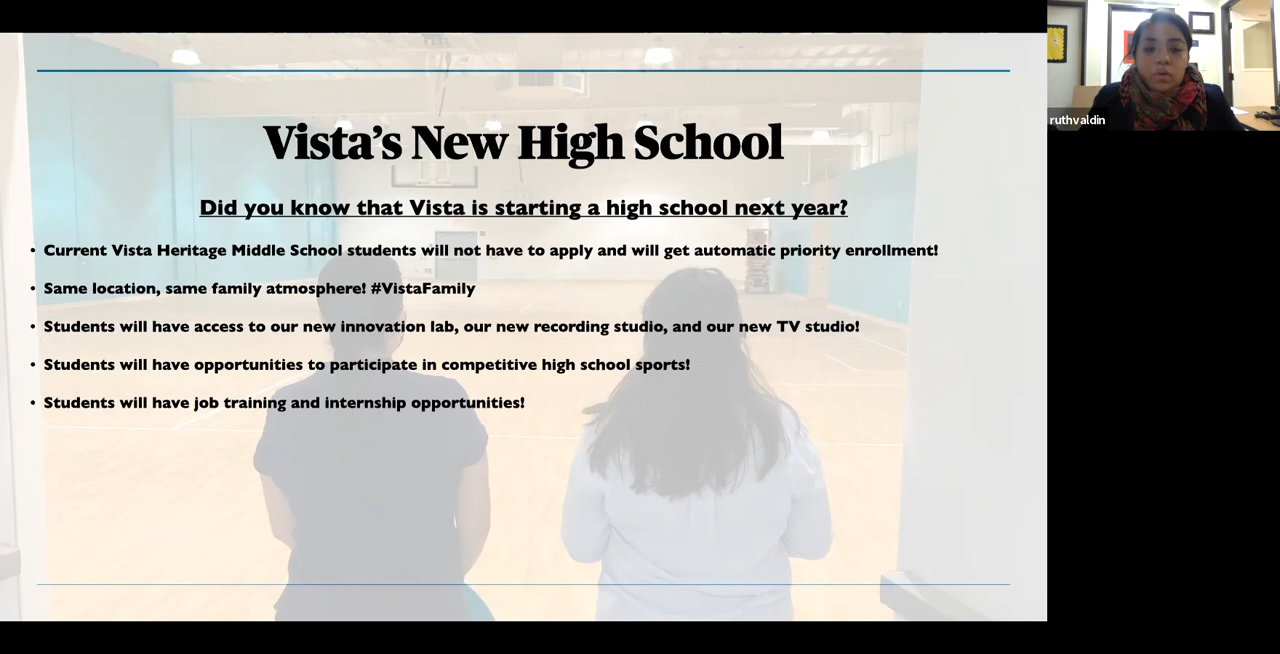 Vista's New High School
Did you know that Vista is starting a high school next year?
• Current Vista Heritage Middle School students will not have to apply and will get automatic priority enrollment!
• Same location, same family atmosphere! #VistaFamily
• Students will have access to our new innovation lab, our new recording studio, and our new TV studio!
• Students will have opportunities to participate in competitive high school sports!
• Students will have job training and internship opportunities!
ruthvaldin